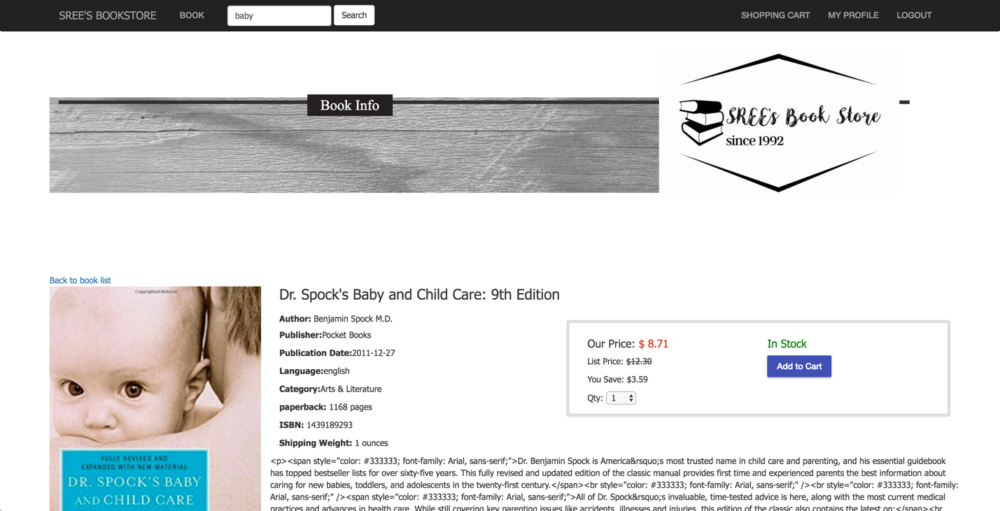 SREE'S BOOKSTORE BOOK baby Search SHOPPING CART MY PROFILE LOGOUT
Book Info
SREE's Book Store
since 1992
Back to book list
Copyrighted Material
FULLY REVISED AND
EXPANDED WITH NEW MATERIAL
DR. SPOCK'S BABY
AND CHILD CARE
Dr. Spock's Baby and Child Care: 9th Edition
Author: Benjamin Spock M.D.
Publisher:Pocket Books
Publication Date:2011-12-27
Language:english
Category:Arts & Literature
paperback: 1168 pages
ISBN: 1439189293
Shipping Weight: 1 ounces
Our Price: $ 8.71
List Price: $12.30
You Save: $3.59
Qty: 1
In Stock
Add to Cart
<p><span style="color: #333333; font-family: Arial, sans-serif;">Dr. Benjamin Spock is America&rsquo;s most trusted name in child care and parenting, and his essential guidebook
has topped bestseller lists for over sixty-five years. This fully revised and updated edition of the classic manual provides first time and experienced parents the best information about
caring for new babies, toddlers, and adolescents in the twenty-first century.</span><br style="color: #333333; font-family: Arial, sans-serif;" /><br style="color: #333333; font-family:
Arial, sans-serif;" /><span style="color: #333333; font-family: Arial, sans-serif;">All of Dr. Spock&rsquo;s invaluable, time-tested advice is here, along with the most current medical
practices and advances in health care. While still covering key parenting issues like accidents, illnesses and injuries, this edition of the classic also contains the latest on:</span><br